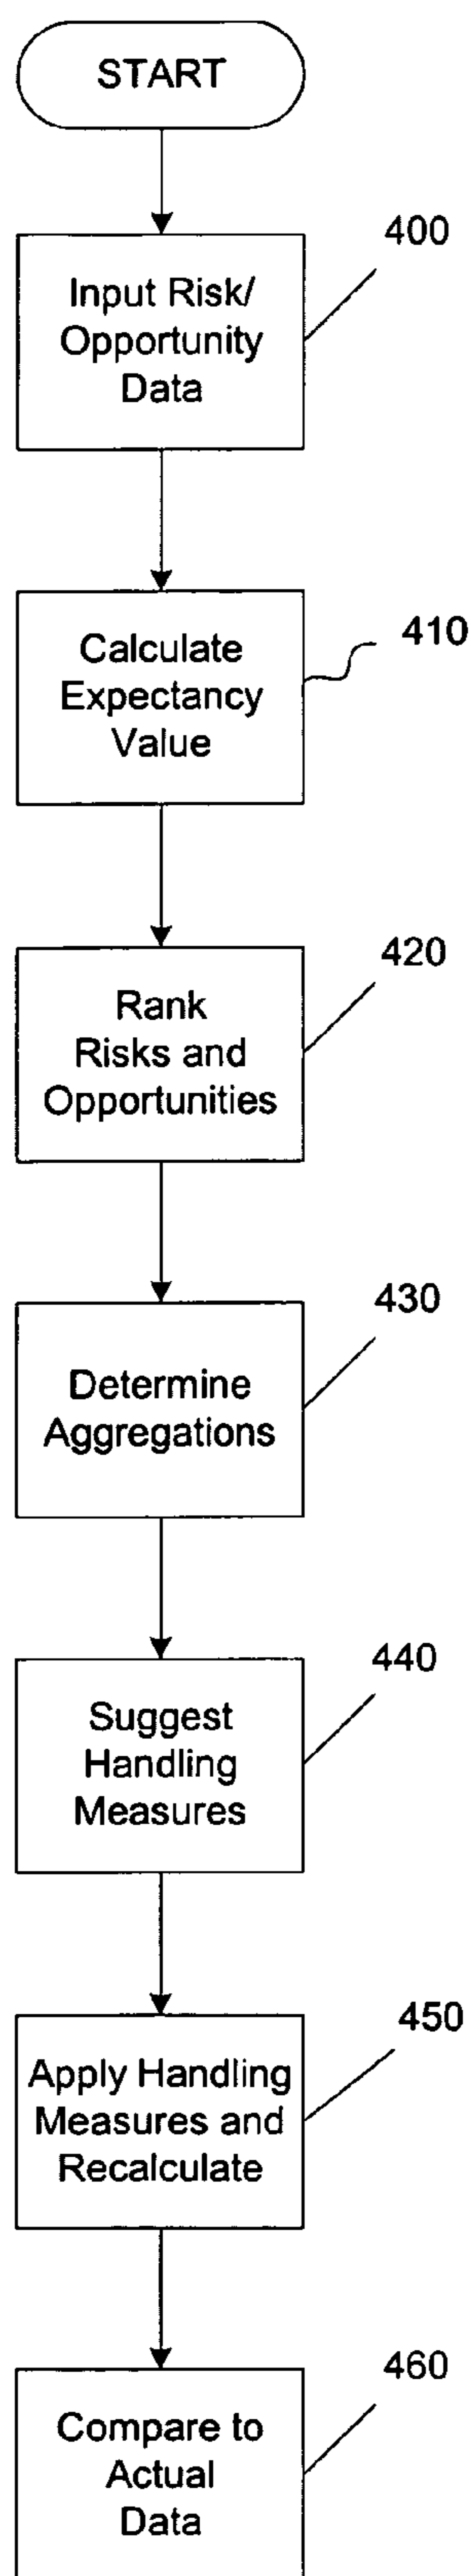 START
400
Input Risk/
Opportunity
Data
410
Calculate
Expectancy
Value
420
Rank
Risks and
Opportunities
430
Determine
Aggregations
440
Suggest
Handling
Measures
450
Apply Handling
Measures and
Recalculate
460
Compare to
Actual
Data